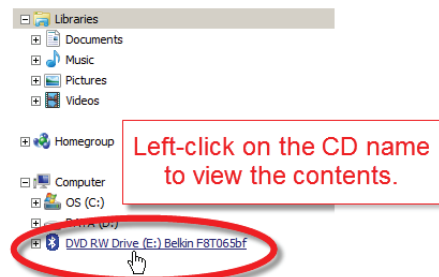 Libraries
Documents
Music
Pictures
Videos
Homegroup
Left-click on the CD name
to view the contents.
Computer
OS (C:)
DATA (D:)
DVD RW Drive (E:) Belkin F8T065bf